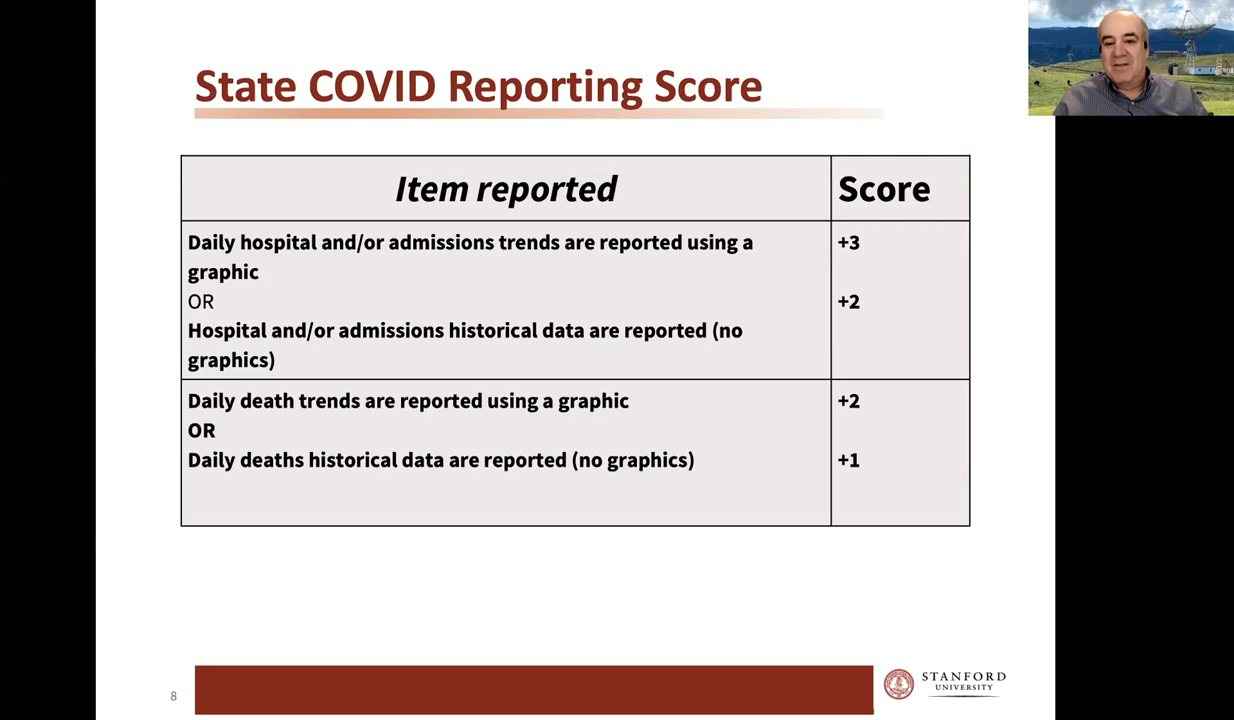 State COVID Reporting Score
Item reported
Score
Daily hospital and/or admissions trends are reported using a
graphic
+3
OR
+2
Hospital and/or admissions historical data are reported (no
graphics)
Daily death trends are reported using a graphic
+2
OR
Daily deaths historical data are reported (no graphics)
+1
8
STANFORD
UNIVERSITY